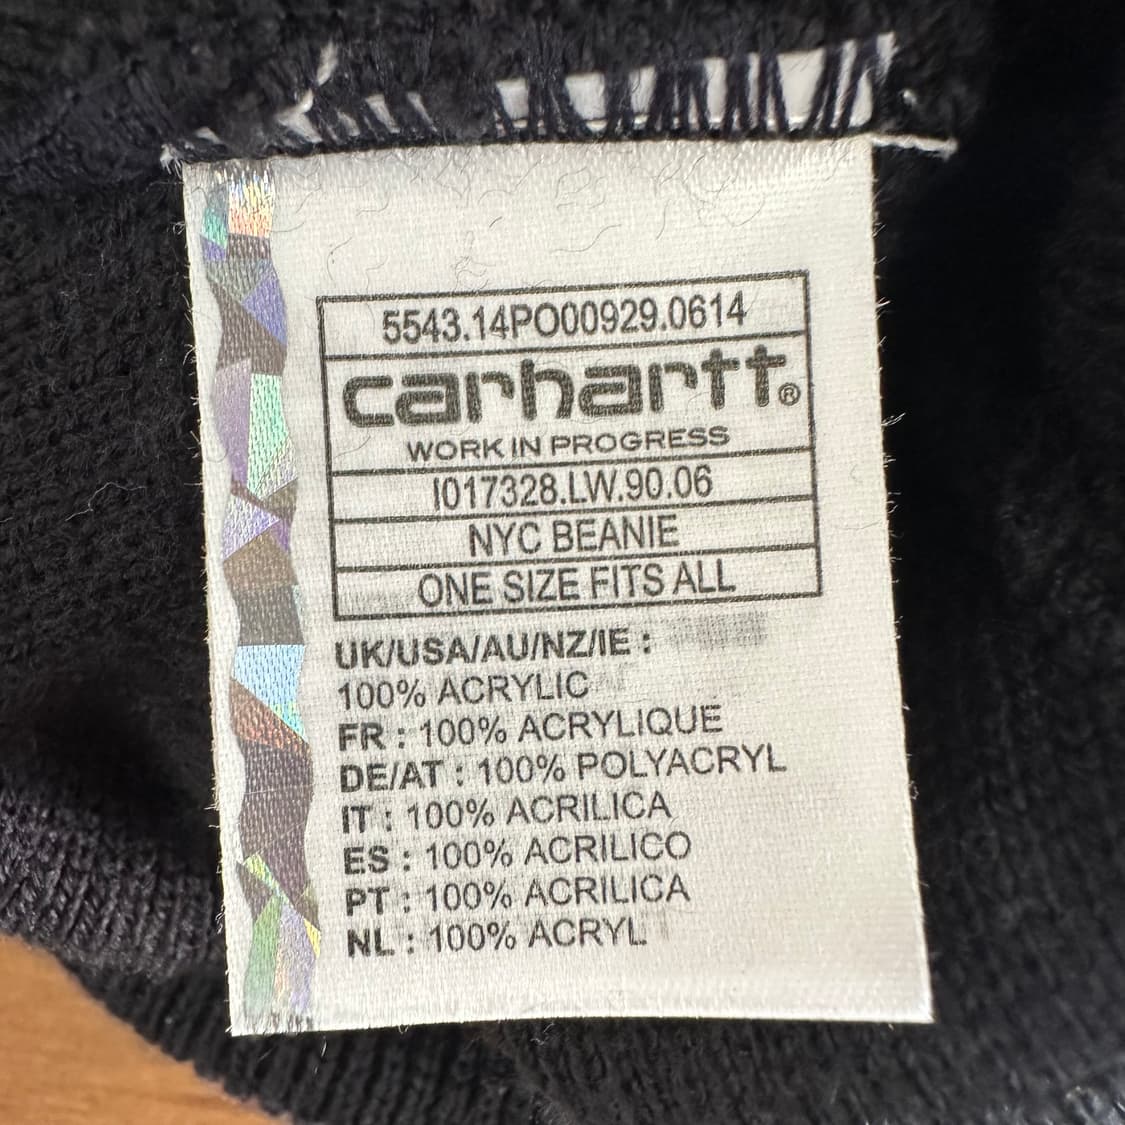 5543.14PO00929.0614
carhartt®
WORK IN PROGRESS
I017328.LW.90.06
NYC BEANIE
ONE SIZE FITS ALL
UK/USA/AU/NZ/IE :
100% ACRYLIC
FR : 100% ACRYLIQUE
DE/AT : 100% POLYACRYL
IT : 100% ACRILICA
ES : 100% ACRILICO
PT : 100% ACRILICA
NL : 100% ACRYL